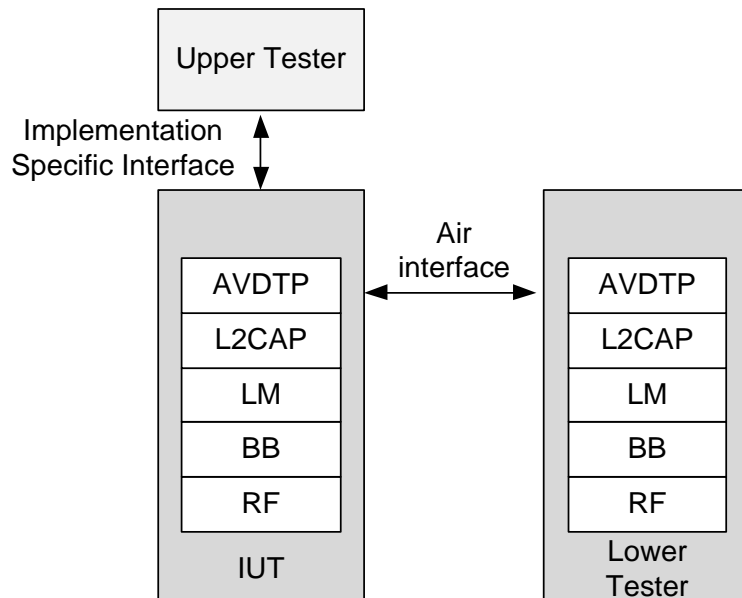 Upper Tester
Implementation
Specific Interface
Air
interface
AVDTP
L2CAP
LM
BB
RF
IUT
AVDTP
L2CAP
LM
BB
RF
Lower
Tester